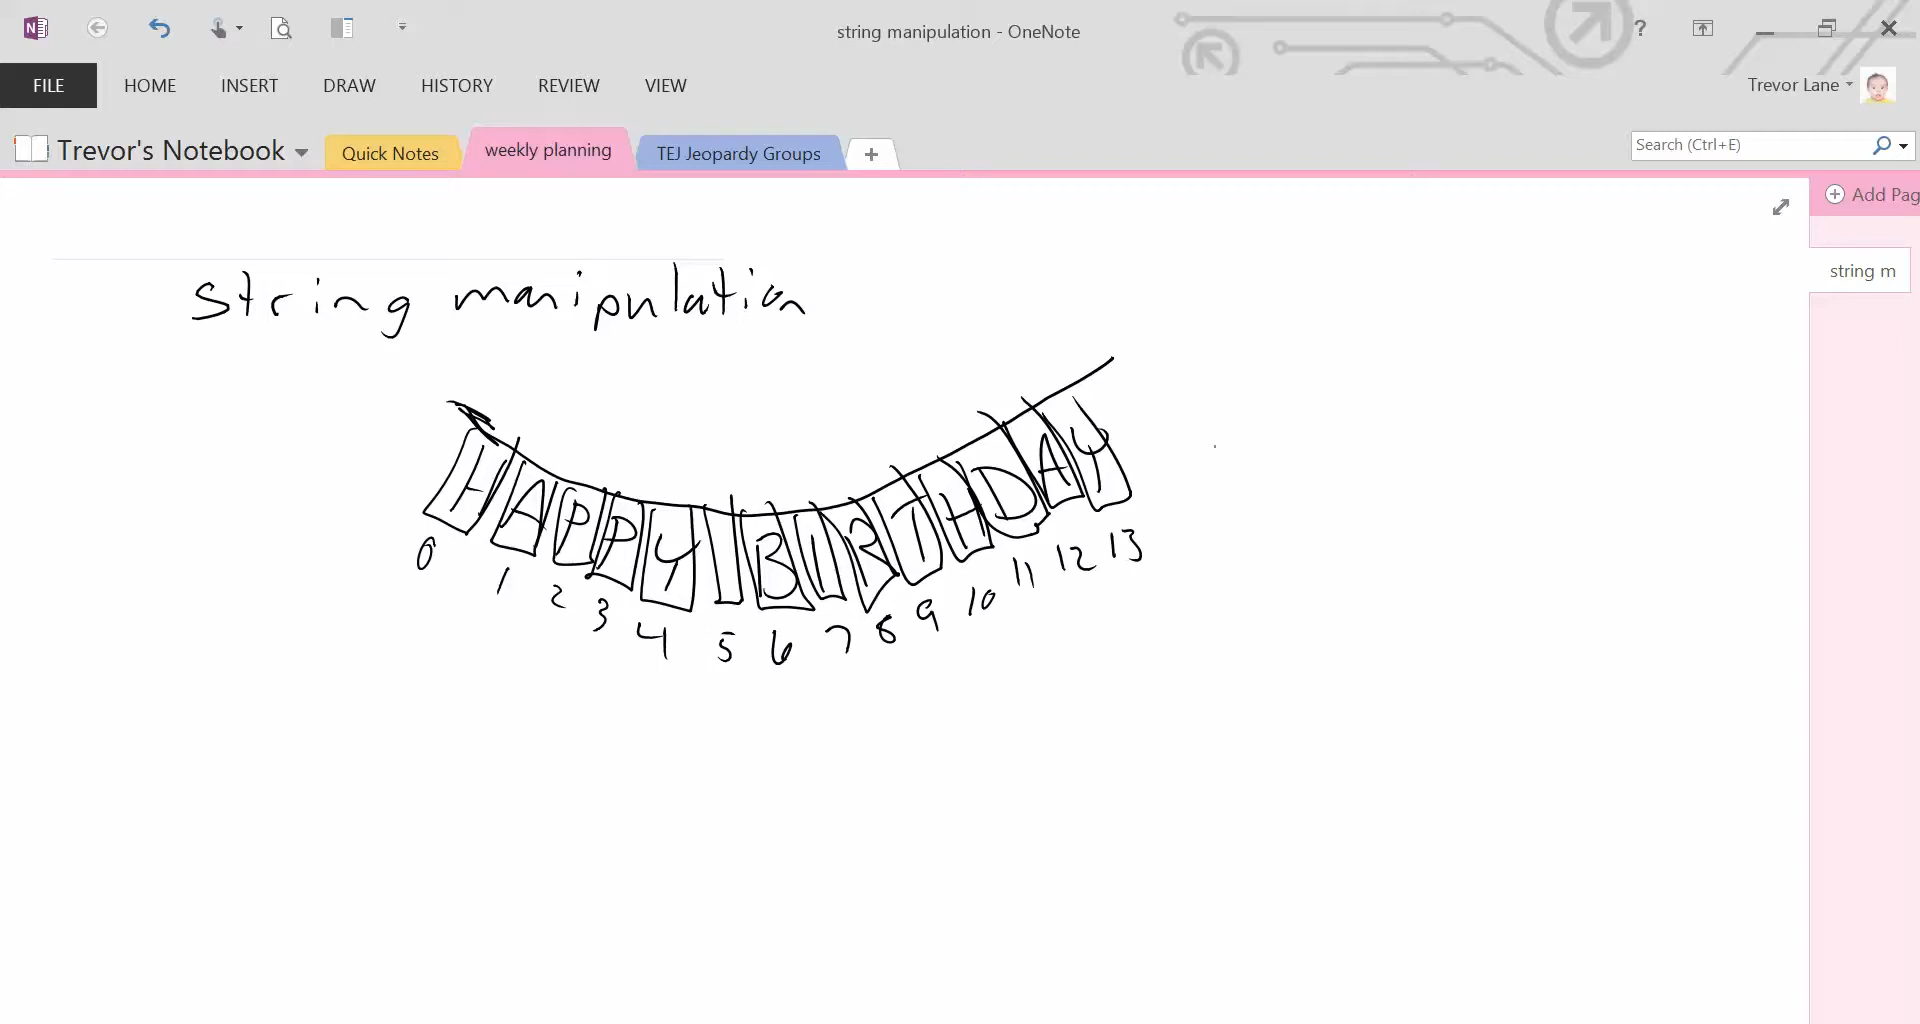 string manipulation - OneNote
?
FILE HOME INSERT DRAW HISTORY REVIEW VIEW
Trevor Lane
Trevor's Notebook Quick Notes weekly planning TEJ Jeopardy Groups +
Search (Ctrl+E)
Add Pag
string m
string manipulation
HAPPY BIRTHDAY
0 1 2 3 4 5 6 7 8 9 10 11 12 13